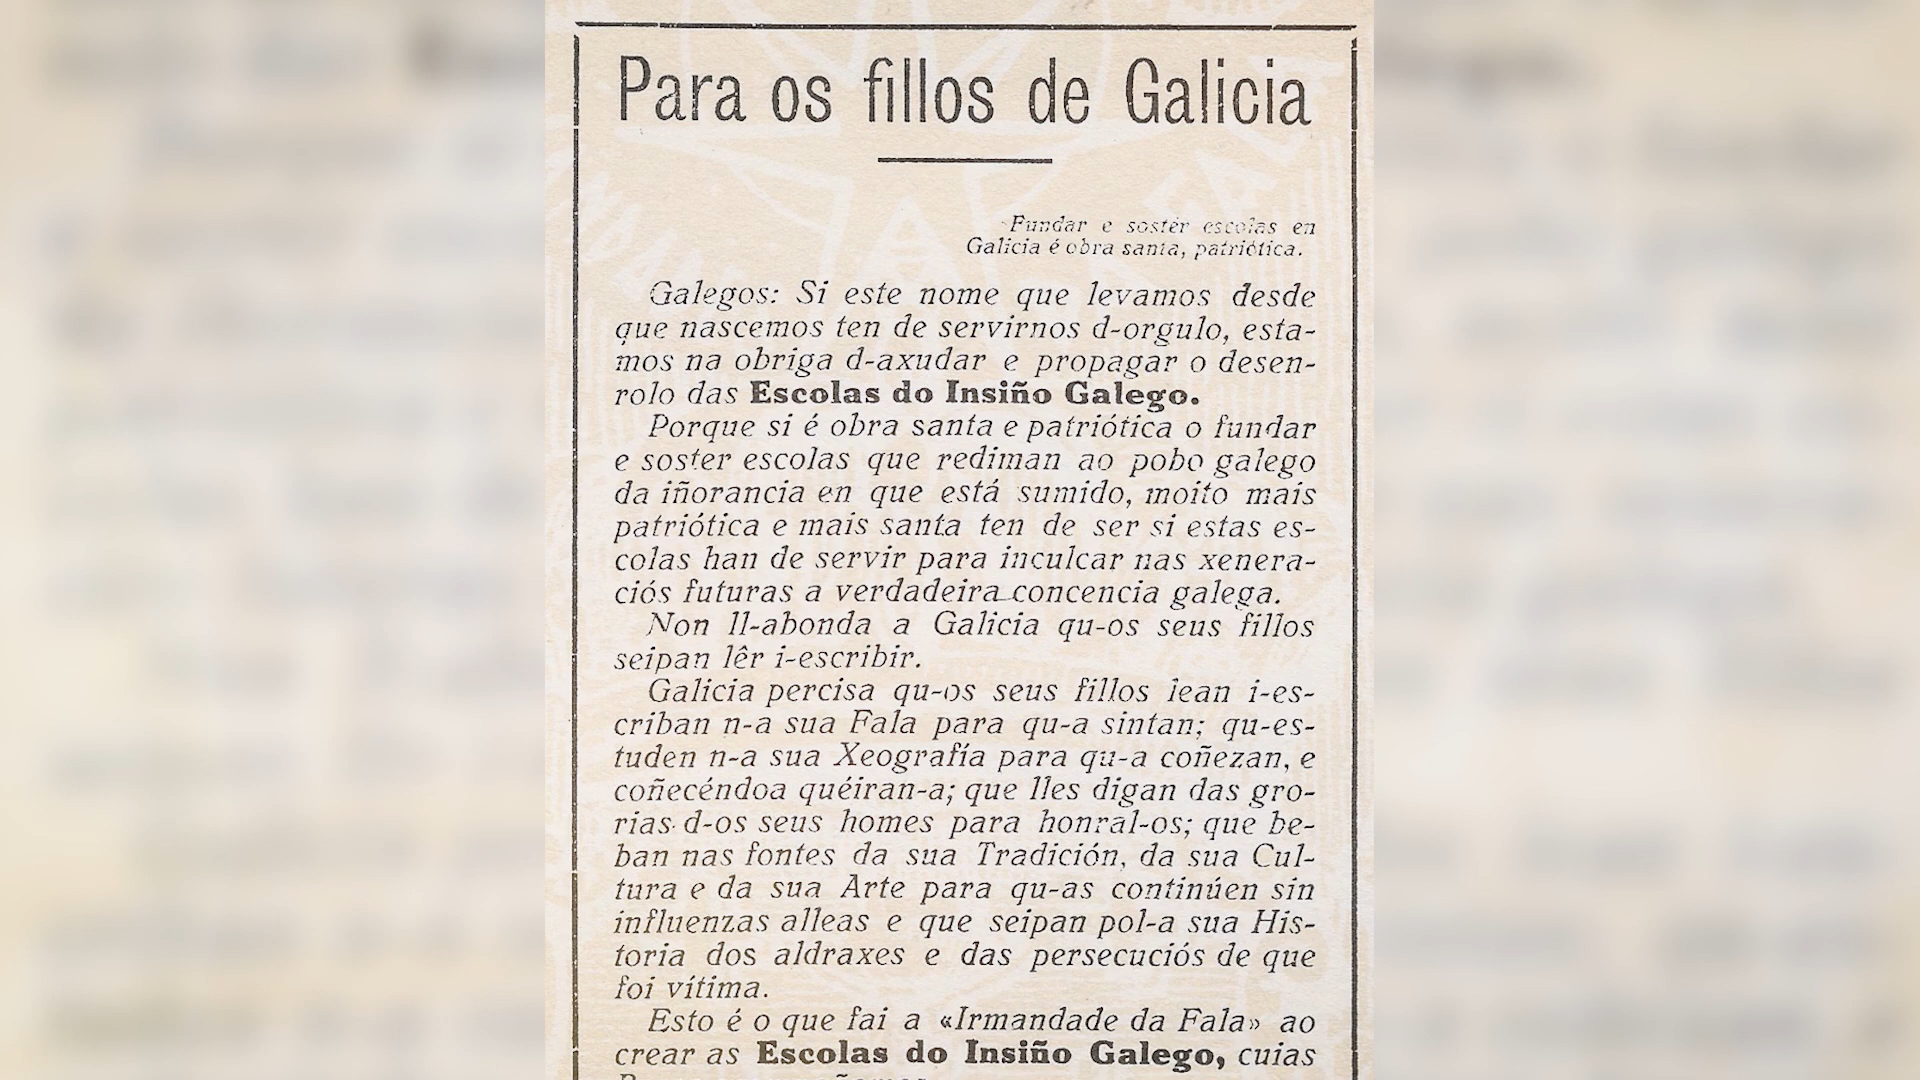 Para os fillos de Galicia
Fundar e sostér escolas en
Galicia é obra santa, patriótica.
Galegos: Si este nome que levamos desde
que nascemos ten de servirnos d-orgulo, esta-
mos na obriga d-axudar e propagar o desen-
rolo das Escolas do Insiño Galego.
Porque si é obra santa e patriótica o fundar
e soster escolas que rediman ao pobo galego
da iñorancia en que está sumido, moito mais
patriótica e mais santa ten de ser si estas es-
colas han de servir para inculcar nas xenera-
ciós futuras a verdadeira concencia galega.
Non ll-abonda a Galicia qu-os seus fillos
seipan lêr i-escribir.
Galicia percisa qu-os seus fillos lean i-es-
criban n-a sua Fala para qu-a sintan; qu-es-
tuden n-a sua Xeografía para qu-a coñezan, e
coñecéndoa quéiran-a; que lles digan das gro-
rias d-os seus homes para honral-os; que be-
ban nas fontes da sua Tradición, da sua Cul-
tura e da sua Arte para qu-as continúen sin
influenzas alleas e que seipan pol-a sua His-
toria dos aldraxes e das persecuciós de que
foi vítima.
Esto é o que fai a «Irmandade da Fala» ao
crear as Escolas do Insiño Galego, cuias